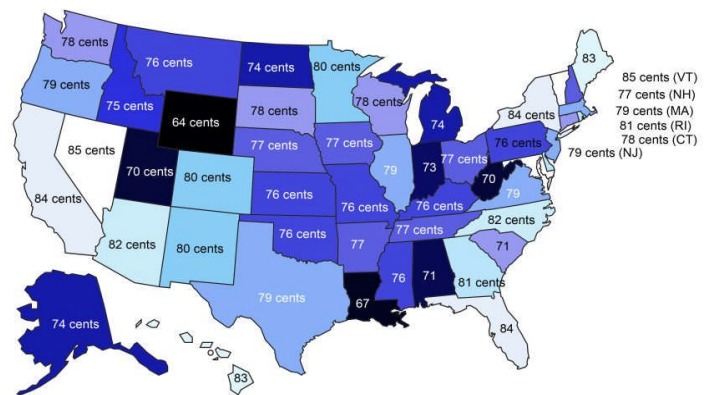 78 cents
76 cents
74 cents
80 cents
83
79 cents
75 cents
64 cents
78 cents
78 cents
74
84 cents
85 cents (VT)
77 cents (NH)
79 cents (MA)
81 cents (RI)
78 cents (CT)
79 cents (NJ)
85 cents
70 cents
80 cents
77 cents
77 cents
79
73
77 cents
76 cents
84 cents
76 cents
76 cents
76 cents
70
79
82 cents
80 cents
76 cents
77
77 cents
82 cents
71
79 cents
67
76
71
81 cents
84
74 cents
83